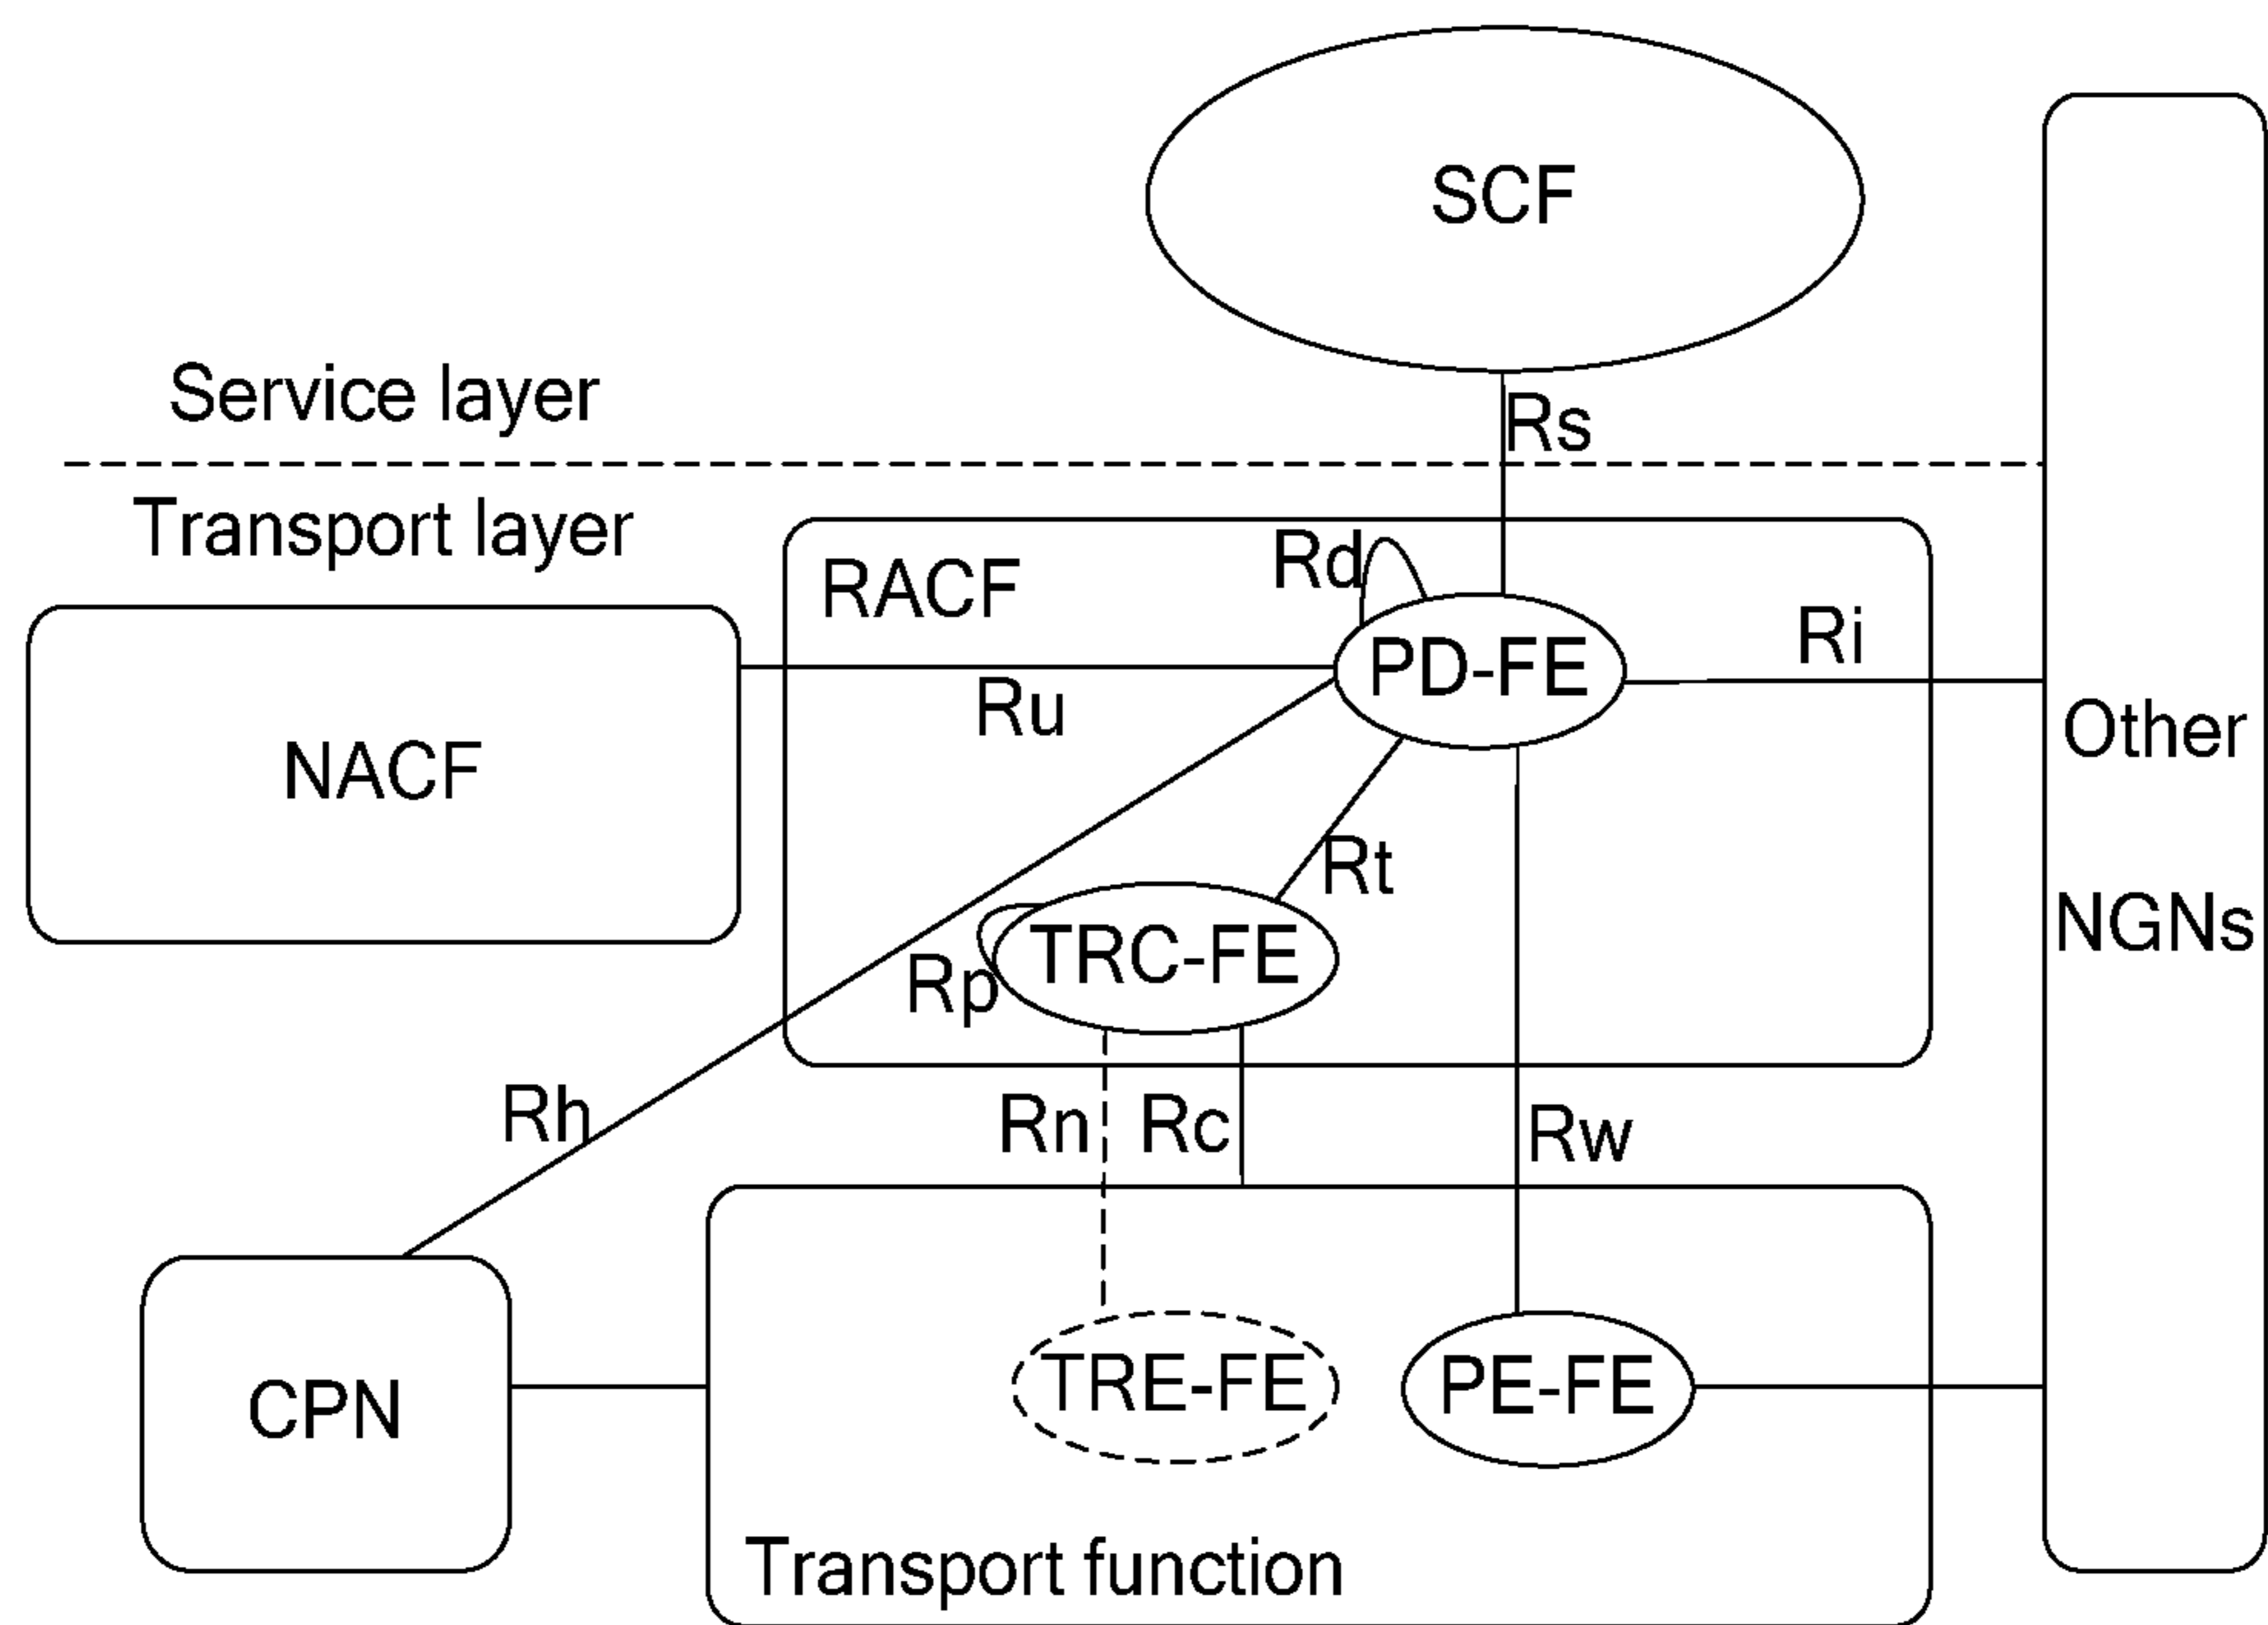 SCF
Service layer
Rs
Transport layer
RACF
Rd
PD-FE
Ri
Ru
NACF
Other
NGNs
Rt
TRC-FE
Rp
Rh
Rn
Rc
Rw
CPN
TRE-FE
PE-FE
Transport function